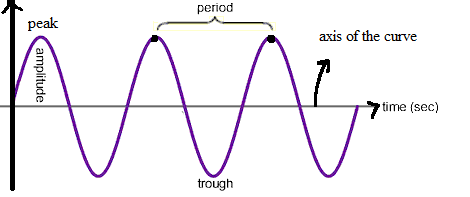 period
peak
axis of the curve
amplitude
time (sec)
trough